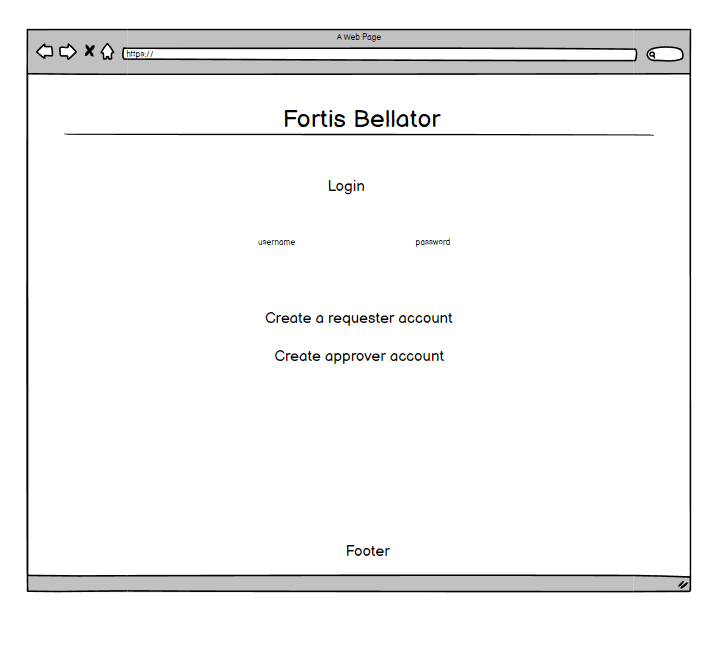 A Web Page
https://
Fortis Bellator
Login
username password
Create a requester account
Create approver account
Footer